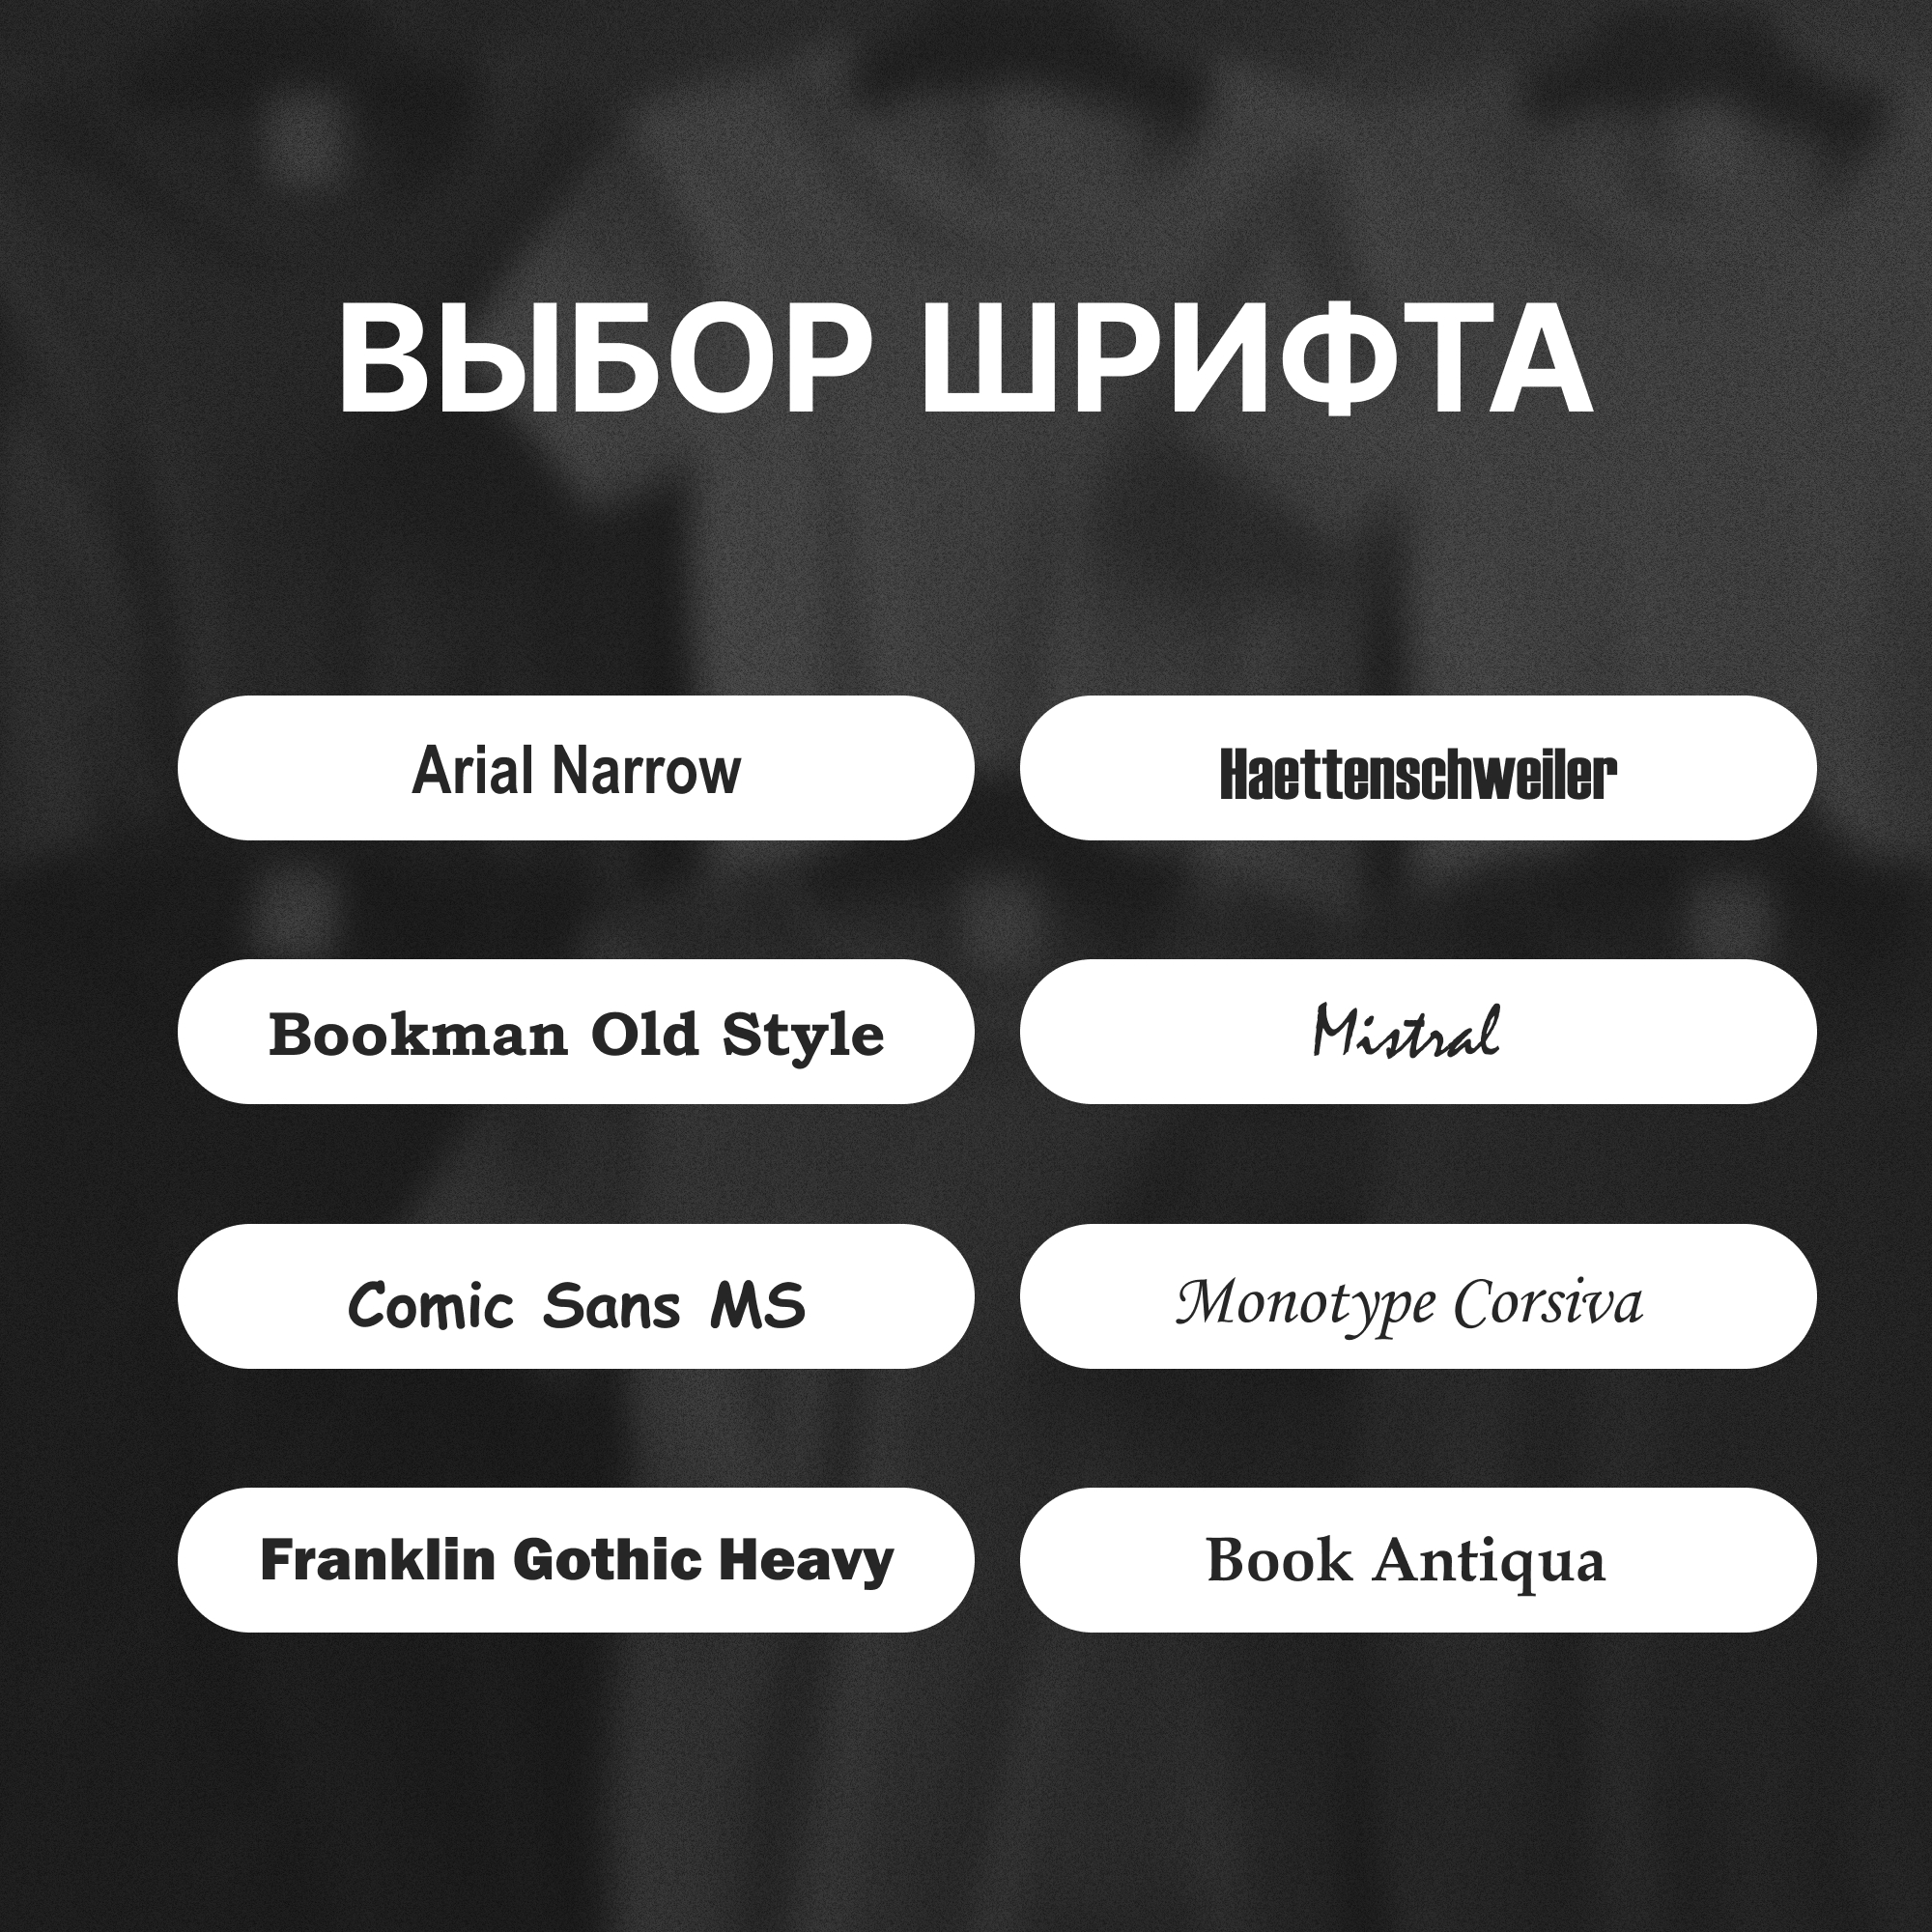 ВЫБОР ШРИФТА
Arial Narrow
Haettenschweiler
Bookman Old Style
Mistral
Comic Sans MS
Monotype Corsiva
Franklin Gothic Heavy
Book Antiqua